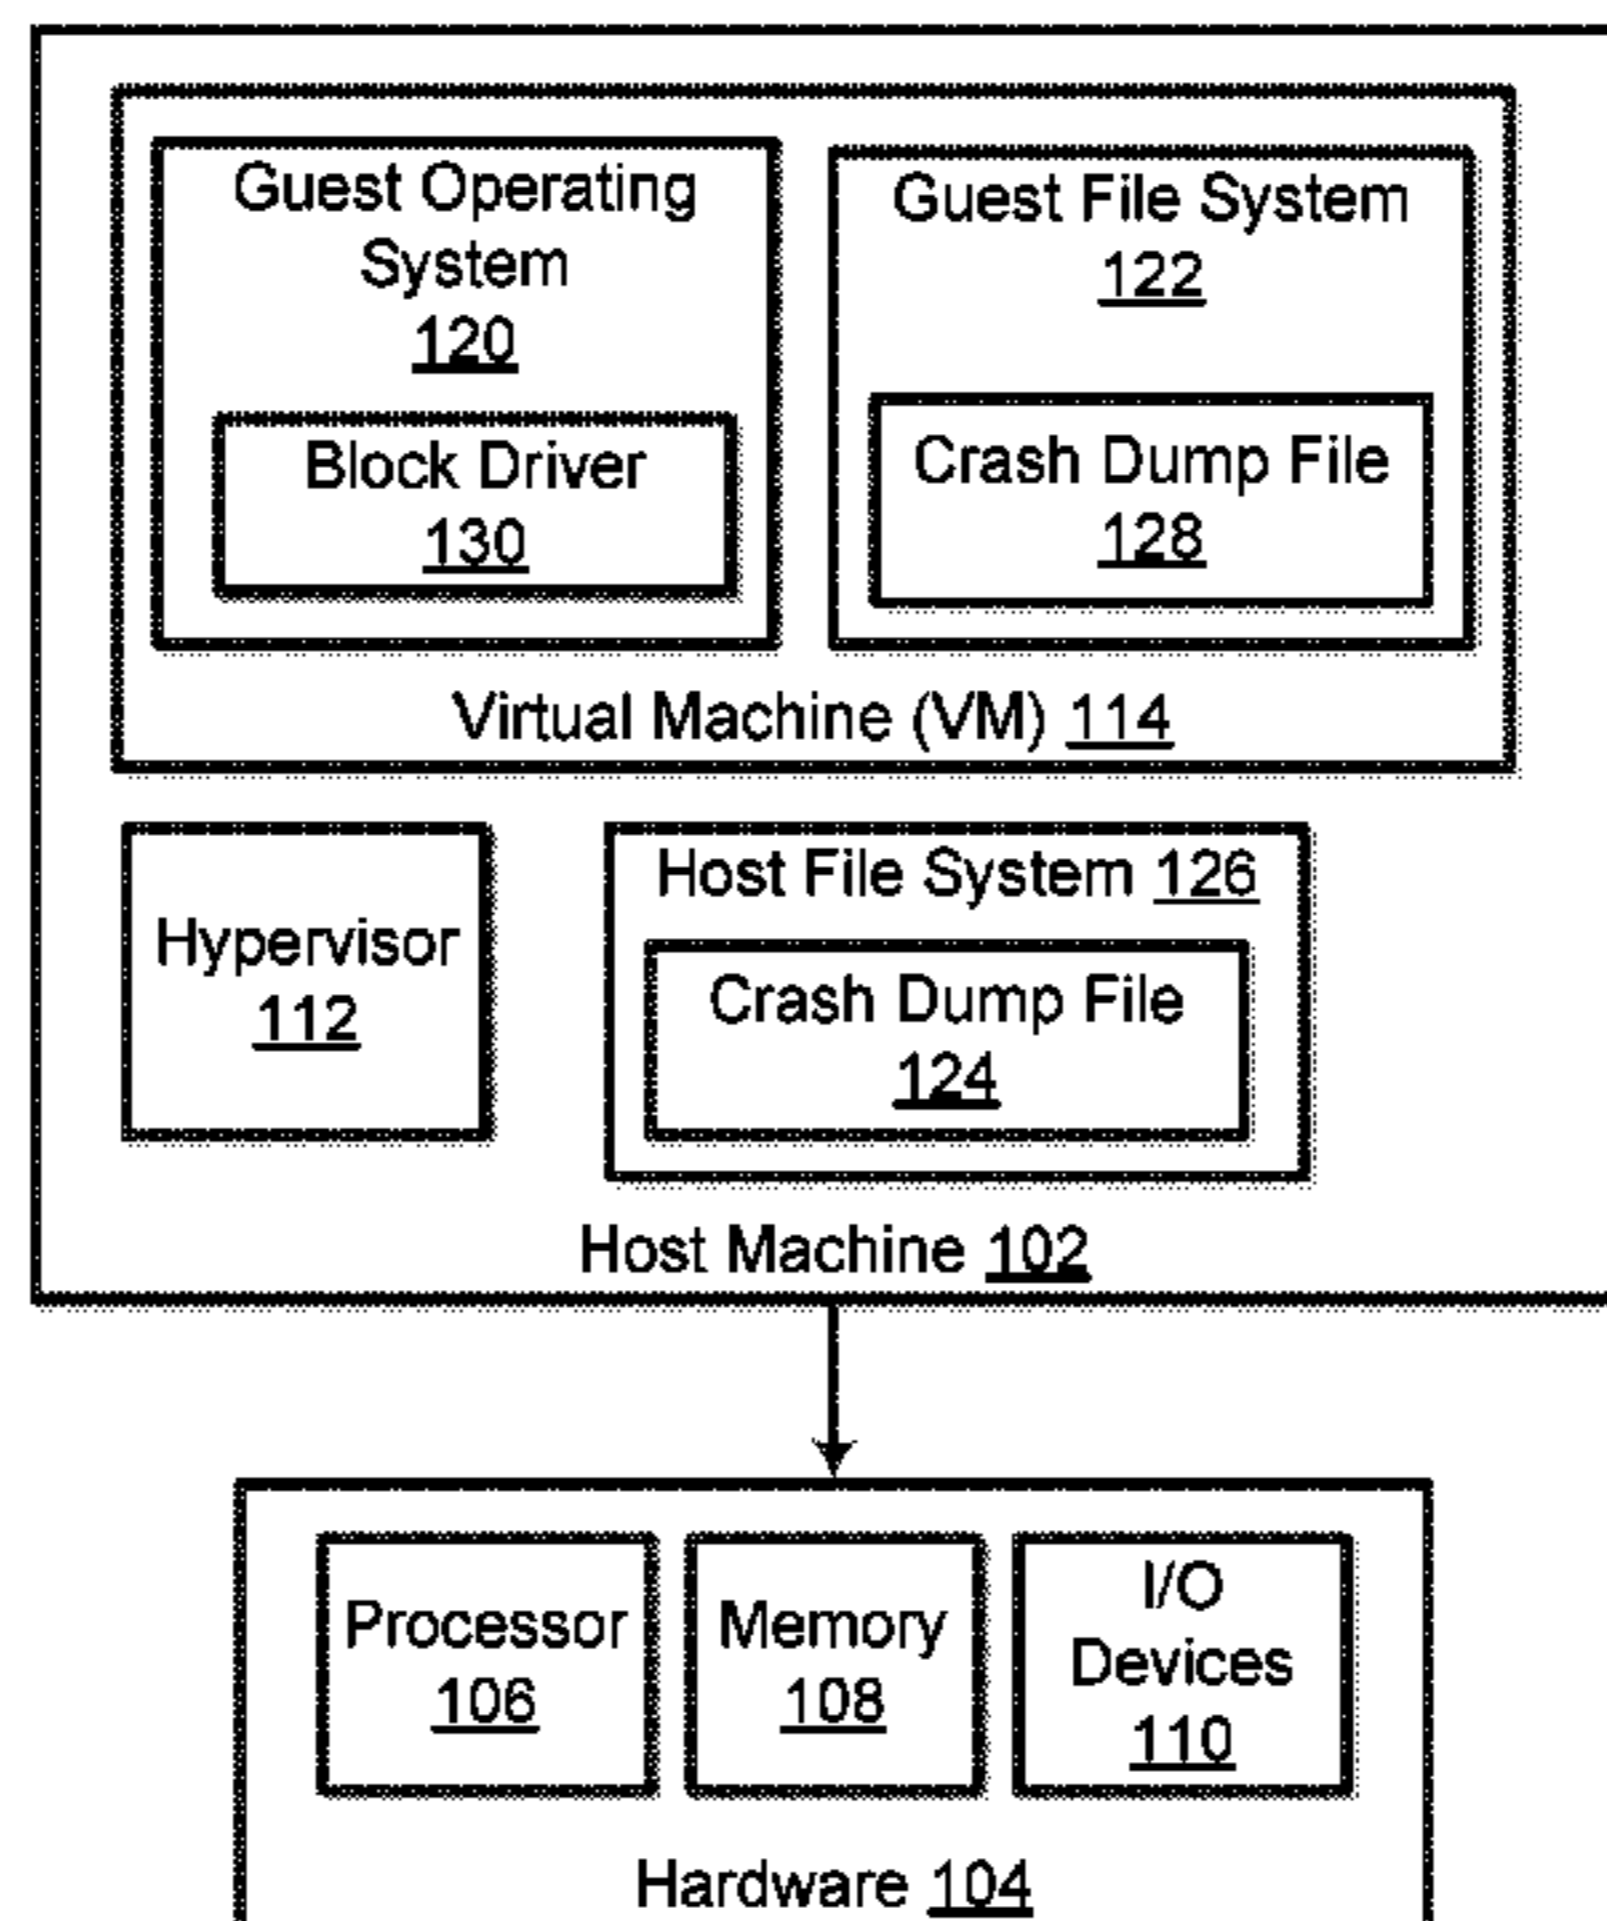 Guest Operating
System
120
Block Driver
130
Guest File System
122
Crash Dump File
128
Virtual Machine (VM) 114
Hypervisor
112
Host File System 126
Crash Dump File
124
Host Machine 102
Processor
106
Memory
108
I/O
Devices
110
Hardware 104